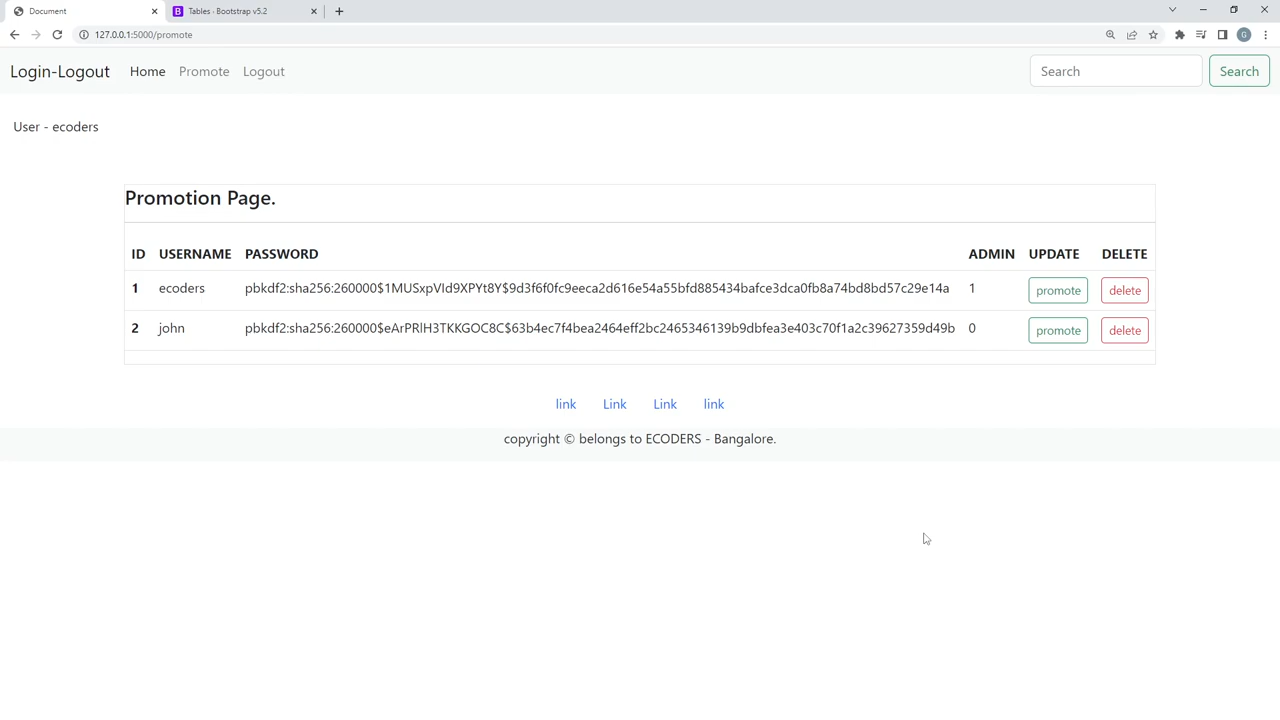 Document
Tables · Bootstrap v5.2
127.0.0.1:5000/promote
G
Login-Logout Home Promote Logout Search Search
User - ecoders
Promotion Page.
ID USERNAME PASSWORD ADMIN UPDATE DELETE
1 ecoders pbkdf2:sha256:260000$1MUSxpVId9XPYt8Y$9d3f6f0fc9eeca2d616e54a55bfd885434bafce3dca0fb8a74bd8bd57c29e14a 1 promote delete
2 john pbkdf2:sha256:260000$eArPRlH3TKKGOC8C$63b4ec7f4bea2464eff2bc2465346139b9dbfea3e403c70f1a2c39627359d49b 0 promote delete
link Link Link link
copyright © belongs to ECODERS - Bangalore.